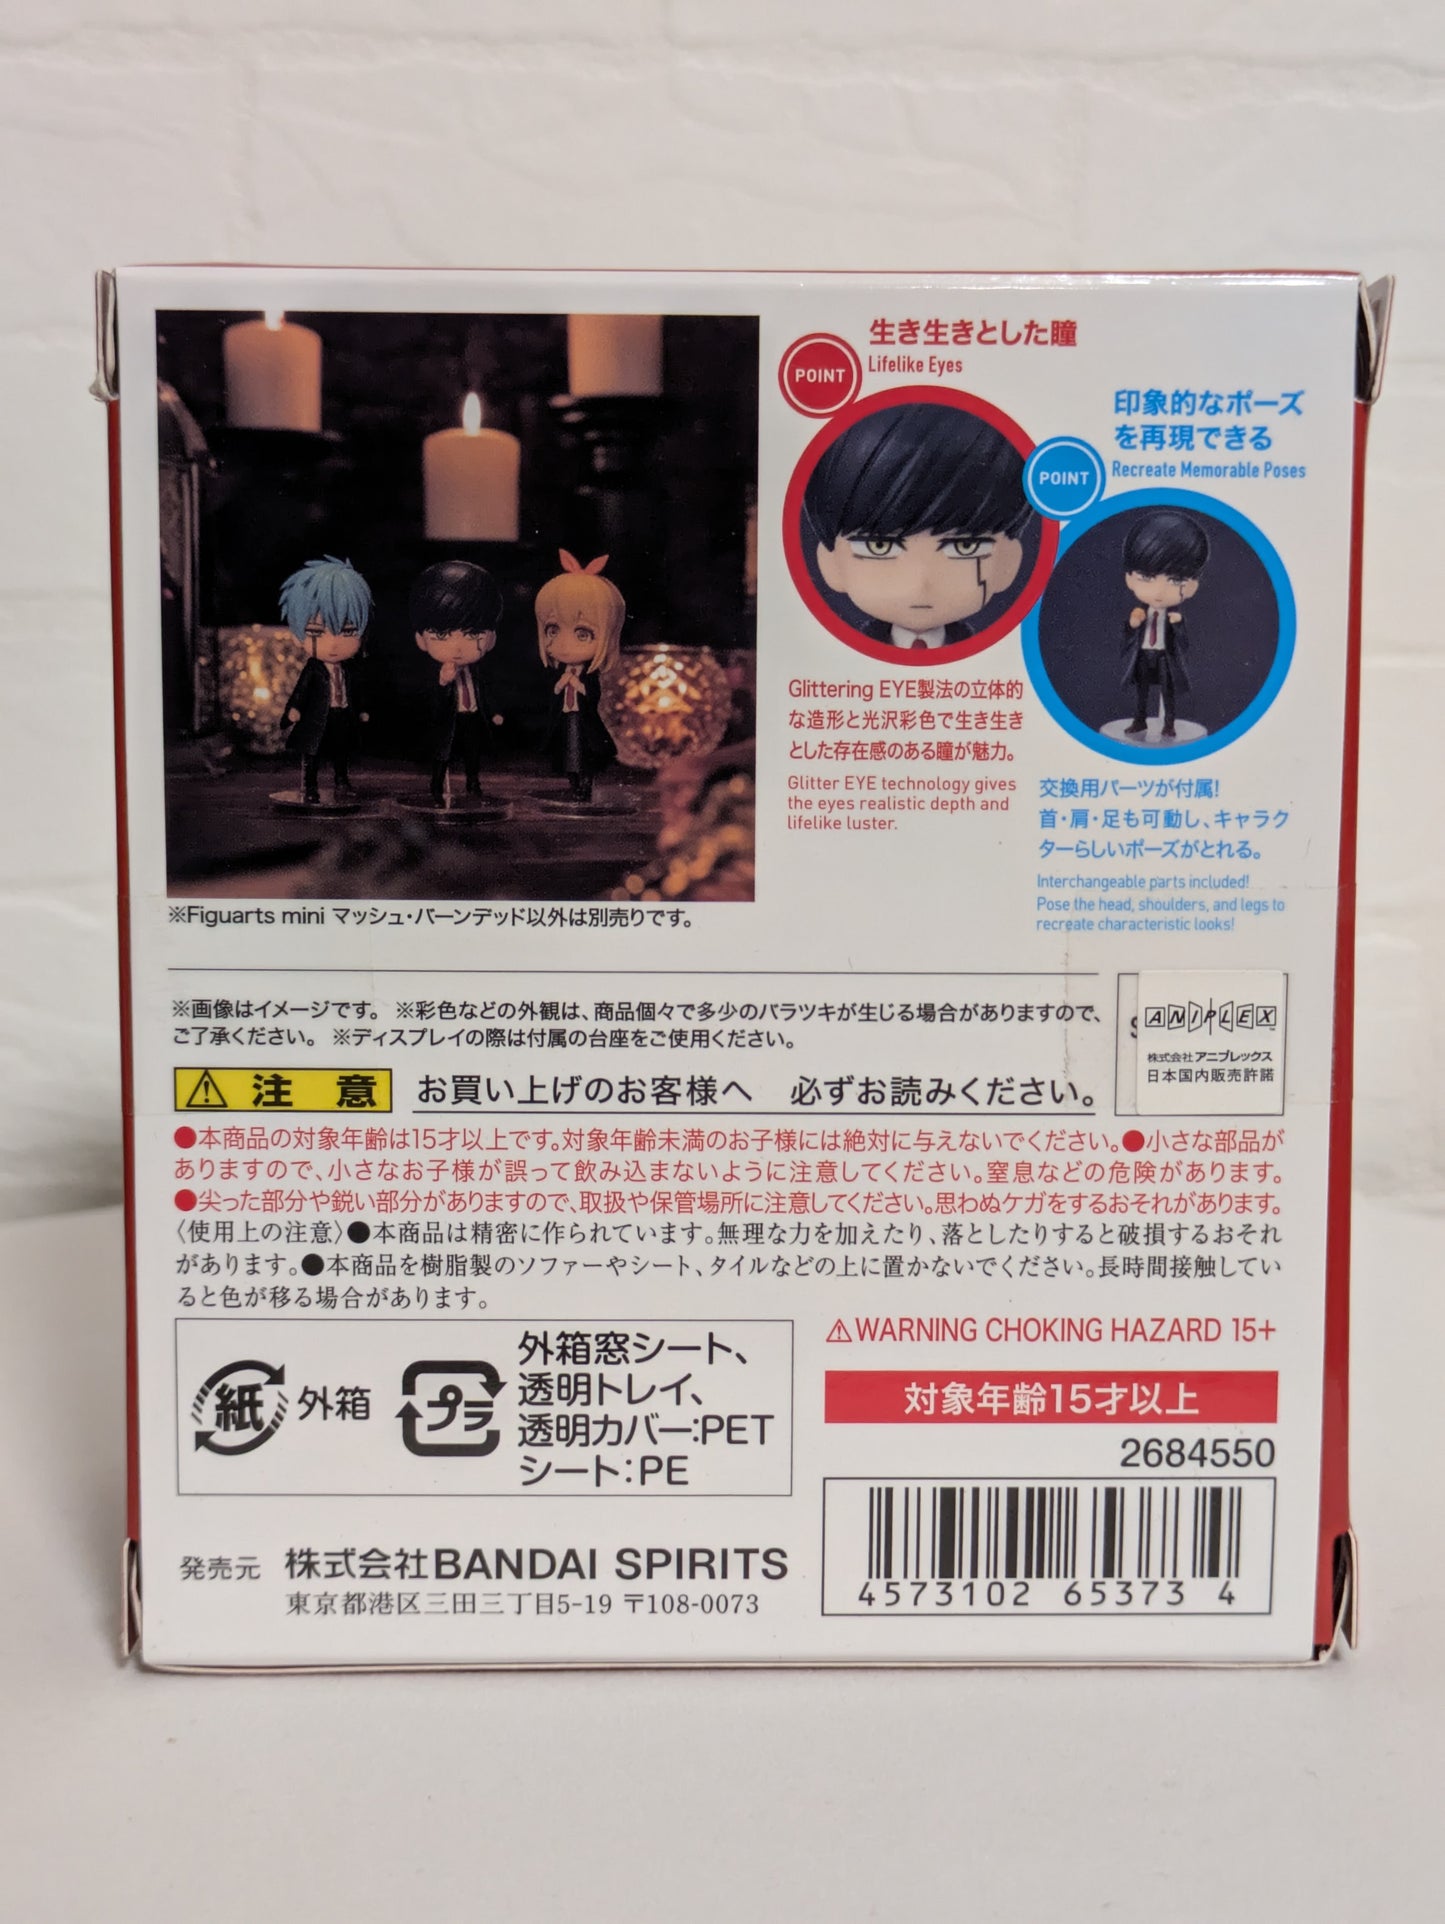 POINT
生き生きとした瞳
Lifelike Eyes
POINT
印象的なポーズ
を再現できる
Recreate Memorable Poses
Glittering EYE製法の立体的
な造形と光沢彩色で生き生き
とした存在感のある瞳が魅力。
Glitter EYE technology gives
the eyes realistic depth and
lifelike luster.
交換用パーツが付属!
首・肩・足も可動し、キャラク
ターらしいポーズがとれる。
Interchangeable parts included!
Pose the head, shoulders, and legs to
recreate characteristic looks!
※Figuarts mini マッシュ・バーンデッド以外は別売りです。
※画像はイメージです。 ※彩色などの外観は、商品個々で多少のバラツキが生じる場合がありますので、
ご了承ください。 ※ディスプレイの際は付属の台座をご使用ください。
ANIPLEX
株式会社 アニプレックス
日本国内販売許諾
⚠ 注 意 お買い上げのお客様へ 必ずお読みください。
●本商品の対象年齢は15才以上です。対象年齢未満のお子様には絶対に与えないでください。●小さな部品が
ありますので、小さなお子様が誤って飲み込まないように注意してください。窒息などの危険があります。
●尖った部分や鋭い部分がありますので、取扱や保管場所に注意してください。思わぬケガをするおそれがあります。
〈使用上の注意〉●本商品は精密に作られています。無理な力を加えたり、落としたりすると破損するおそれ
があります。●本商品を樹脂製のソファーやシート、タイルなどの上に置かないでください。長時間接触してい
ると色が移る場合があります。
紙 外箱
プラ
外箱窓シート、
透明トレイ、
透明カバー:PET
シート:PE
⚠WARNING CHOKING HAZARD 15+
対象年齢15才以上
2684550
4573102 65373 4
発売元 株式会社BANDAI SPIRITS
東京都港区三田三丁目5-19 〒108-0073